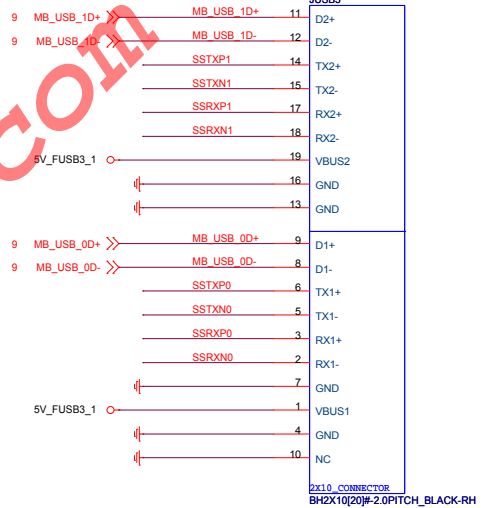 JUSB3
9 MB_USB_1D+ MB_USB_1D+ 11 D2+
9 MB_USB_1D- MB_USB_1D- 12 D2-
SSTXP1 14 TX2+
SSTXN1 15 TX2-
SSRXP1 17 RX2+
SSRXN1 18 RX2-
5V_FUSB3_1 19 VBUS2
16 GND
13 GND
9 MB_USB_0D+ MB_USB_0D+ 9 D1+
9 MB_USB_0D- MB_USB_0D- 8 D1-
SSTXP0 6 TX1+
SSTXN0 5 TX1-
SSRXP0 3 RX1+
SSRXN0 2 RX1-
7 GND
5V_FUSB3_1 1 VBUS1
4 GND
10 NC
2X10_CONNECTOR
BH2X10[20]#-2.0PITCH_BLACK-RH
com